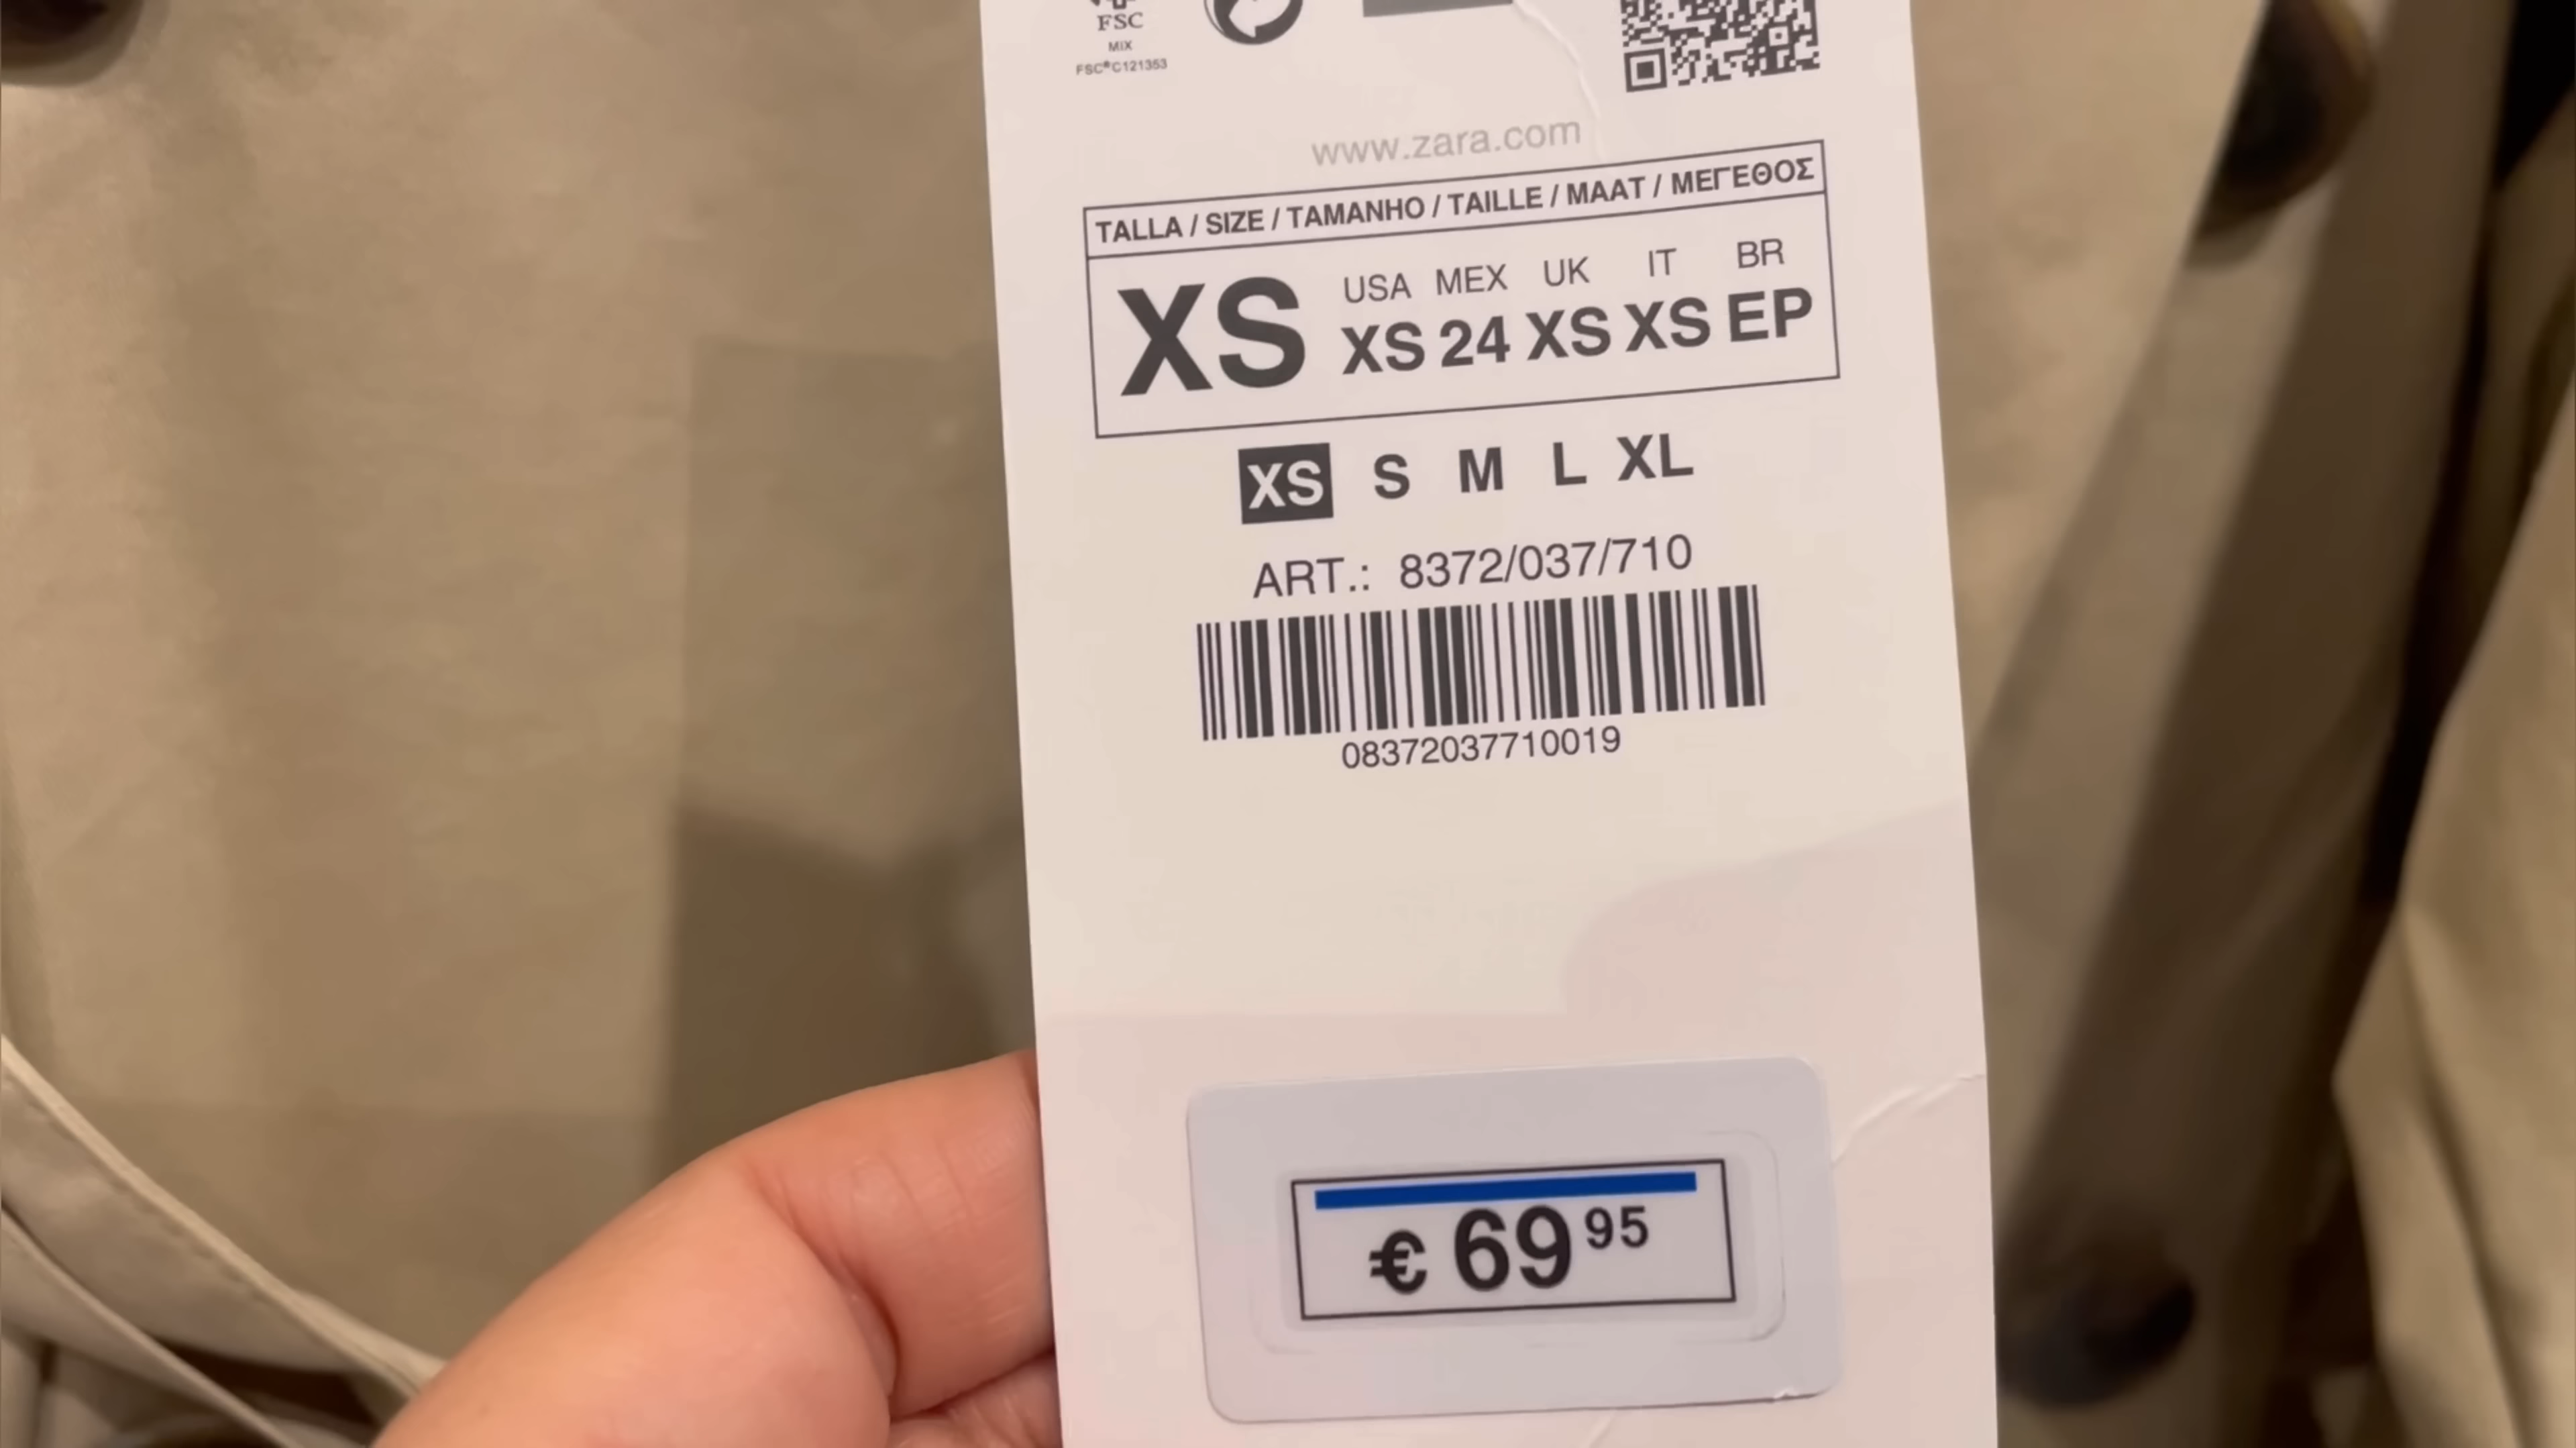 FSC
MIX
FSC®C121353
www.zara.com
TALLA / SIZE / TAMANHO / TAILLE / MAAT / ΜΕΓΕΘΟΣ
XS
USA MEX UK IT BR
XS 24 XS XS EP
XS S M L XL
ART.: 8372/037/710
08372037710019
€ 69 95